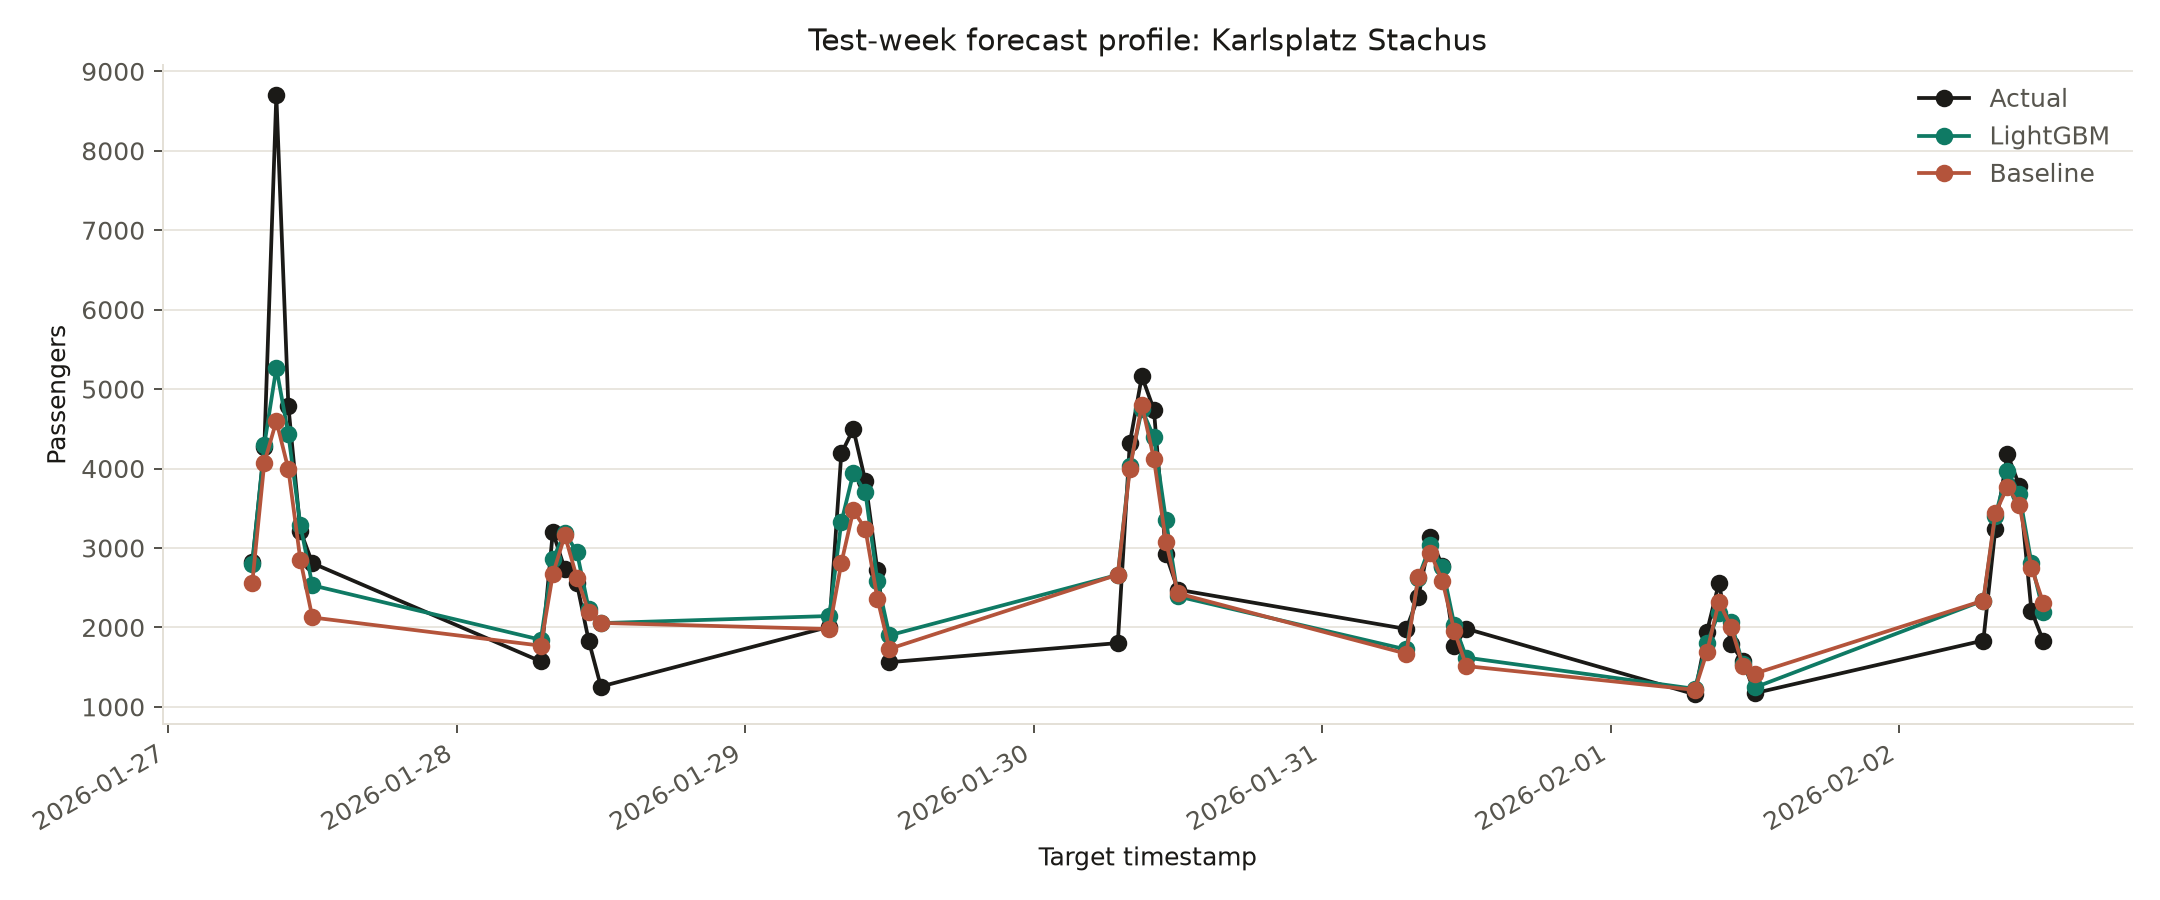 Test-week forecast profile: Karlsplatz Stachus
9000
8000
7000
6000
5000
4000
3000
2000
1000
Passengers
Actual
LightGBM
Baseline
2026-01-27
2026-01-28
2026-01-29
2026-01-30
2026-01-31
2026-02-01
2026-02-02
Target timestamp